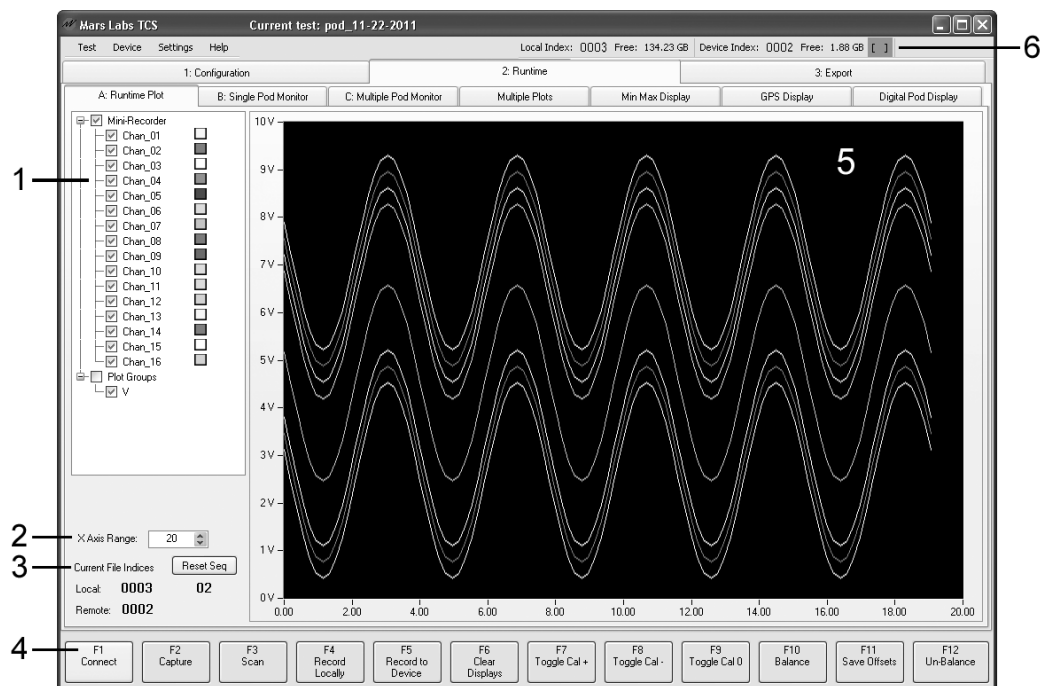 Mars Labs TCS Current test: pod_11-22-2011
Test Device Settings Help Local Index: 0003 Free: 134.23 GB Device Index: 0002 Free: 1.88 GB [ ] 6
1: Configuration 2: Runtime 3: Export
A: Runtime Plot B: Single Pod Monitor C: Multiple Pod Monitor Multiple Plots Min Max Display GPS Display Digital Pod Display
1
Mini-Recorder
Chan_01
Chan_02
Chan_03
Chan_04
Chan_05
Chan_06
Chan_07
Chan_08
Chan_09
Chan_10
Chan_11
Chan_12
Chan_13
Chan_14
Chan_15
Chan_16
Plot Groups
V
10 V
9 V
8 V
7 V
6 V
5 V
4 V
3 V
2 V
1 V
0 V
0.00 2.00 4.00 6.00 8.00 10.00 12.00 14.00 16.00 18.00 20.00
5
2 X Axis Range: 20
3 Current File Indices Reset Seq
Local: 0003 02
Remote: 0002
4
F1
Connect
F2
Capture
F3
Scan
F4
Record
Locally
F5
Record to
Device
F6
Clear
Displays
F7
Toggle Cal +
F8
Toggle Cal -
F9
Toggle Cal 0
F10
Balance
F11
Save Offsets
F12
Un-Balance